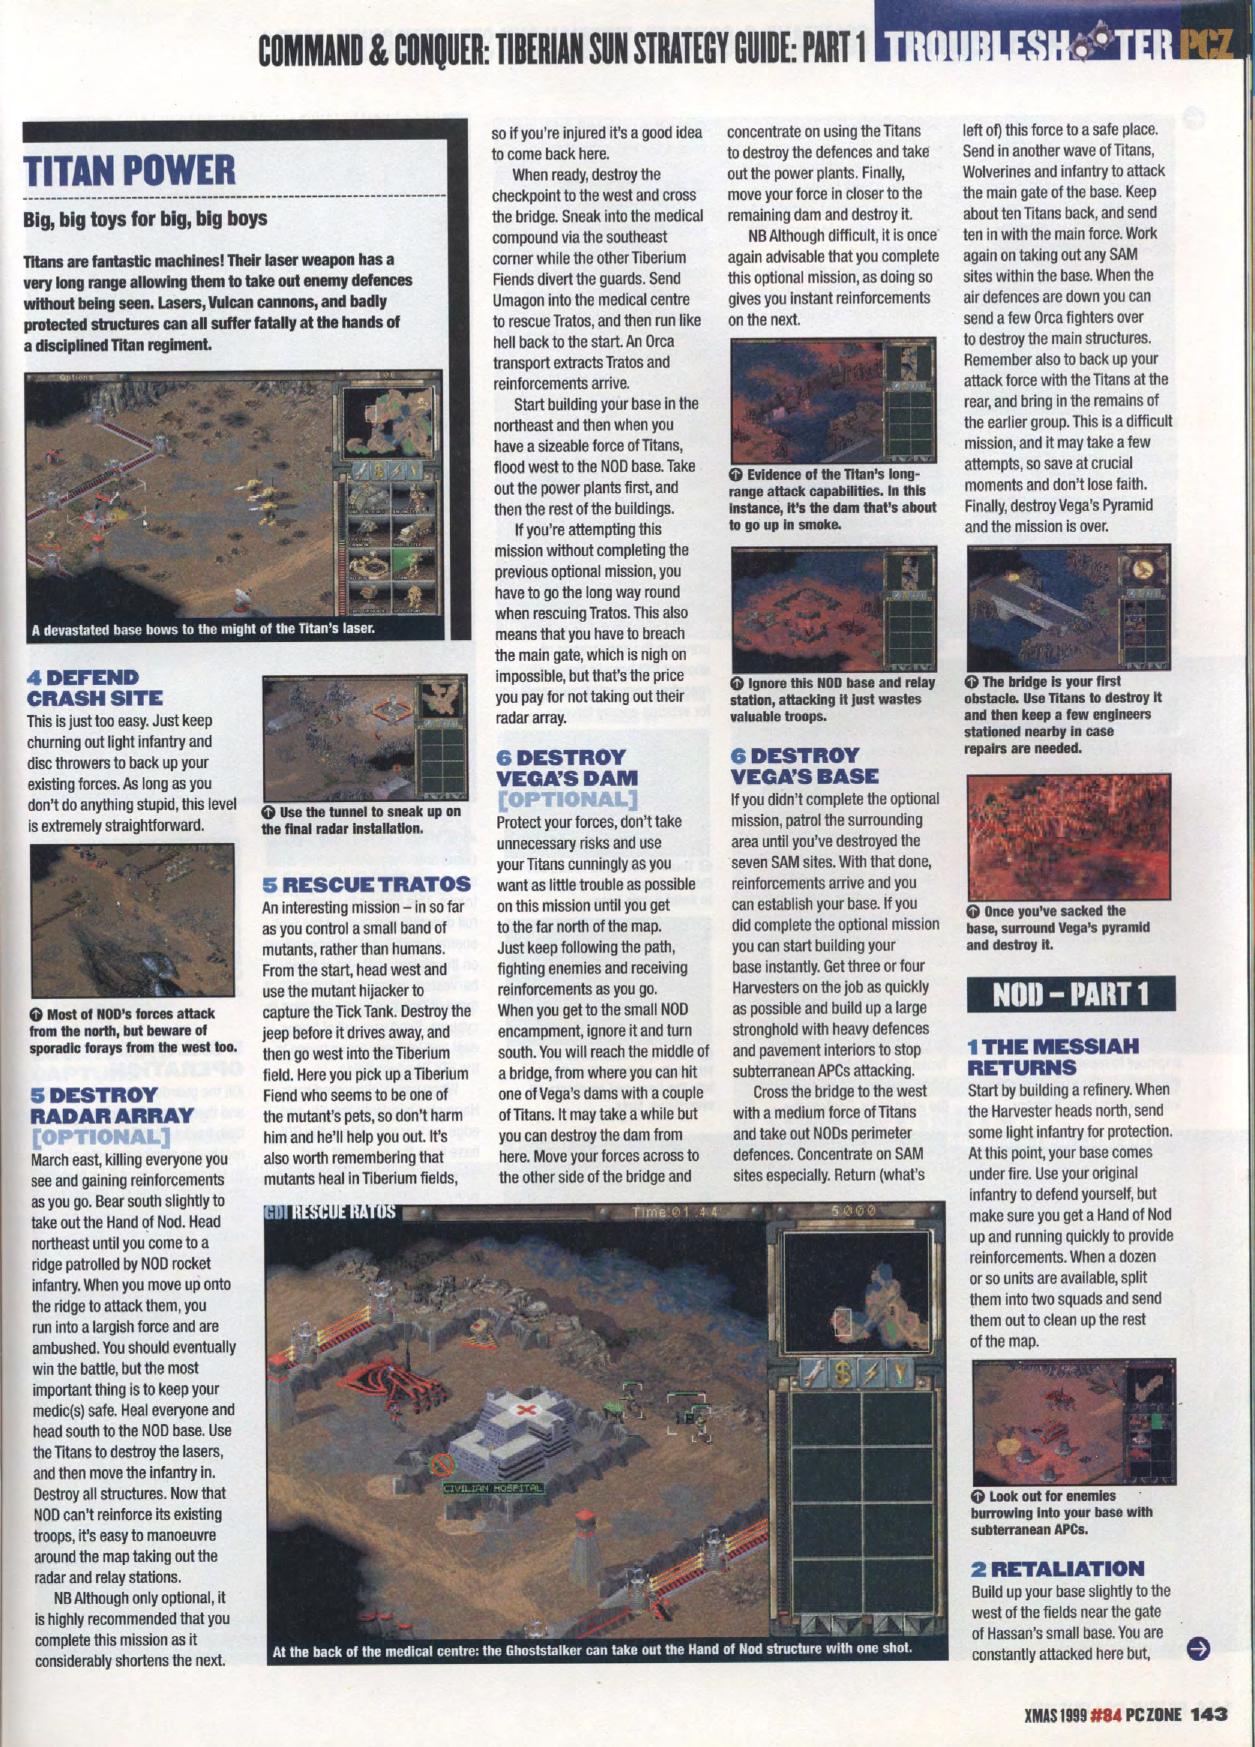 COMMAND & CONQUER: TIBERIAN SUN STRATEGY GUIDE: PART 1 TROUBLESHOOTER PCZ
TITAN POWER
Big, big toys for big, big boys
Titans are fantastic machines! Their laser weapon has a
very long range allowing them to take out enemy defences
without being seen. Lasers, Vulcan cannons, and badly
protected structures can all suffer fatally at the hands of
a disciplined Titan regiment.
Options
A devastated base bows to the might of the Titan's laser.
4 DEFEND
CRASH SITE
This is just too easy. Just keep
churning out light infantry and
disc throwers to back up your
existing forces. As long as you
don't do anything stupid, this level
is extremely straightforward.
Most of NOD's forces attack
from the north, but beware of
sporadic forays from the west too.
5 DESTROY
RADAR ARRAY
[OPTIONAL]
March east, killing everyone you
see and gaining reinforcements
as you go. Bear south slightly to
take out the Hand of Nod. Head
northeast until you come to a
ridge patrolled by NOD rocket
infantry. When you move up onto
the ridge to attack them, you
run into a largish force and are
ambushed. You should eventually
win the battle, but the most
important thing is to keep your
medic(s) safe. Heal everyone and
head south to the NOD base. Use
the Titans to destroy the lasers,
and then move the infantry in.
Destroy all structures. Now that
NOD can't reinforce its existing
troops, it's easy to manoeuvre
around the map taking out the
radar and relay stations.
NB Although only optional, it
is highly recommended that you
complete this mission as it
considerably shortens the next.
Use the tunnel to sneak up on
the final radar installation.
5 RESCUE TRATOS
An interesting mission – in so far
as you control a small band of
mutants, rather than humans.
From the start, head west and
use the mutant hijacker to
capture the Tick Tank. Destroy the
jeep before it drives away, and
then go west into the Tiberium
field. Here you pick up a Tiberium
Fiend who seems to be one of
the mutant's pets, so don't harm
him and he'll help you out. It's
also worth remembering that
mutants heal in Tiberium fields,
so if you're injured it's a good idea
to come back here.
When ready, destroy the
checkpoint to the west and cross
the bridge. Sneak into the medical
compound via the southeast
corner while the other Tiberium
Fiends divert the guards. Send
Umagon into the medical centre
to rescue Tratos, and then run like
hell back to the start. An Orca
transport extracts Tratos and
reinforcements arrive.
Start building your base in the
northeast and then when you
have a sizeable force of Titans,
flood west to the NOD base. Take
out the power plants first, and
then the rest of the buildings.
If you're attempting this
mission without completing the
previous optional mission, you
have to go the long way round
when rescuing Tratos. This also
means that you have to breach
the main gate, which is nigh on
impossible, but that's the price
you pay for not taking out their
radar array.
6 DESTROY
VEGA'S DAM
[OPTIONAL]
Protect your forces, don't take
unnecessary risks and use
your Titans cunningly as you
want as little trouble as possible
on this mission until you get
to the far north of the map.
Just keep following the path,
fighting enemies and receiving
reinforcements as you go.
When you get to the small NOD
encampment, ignore it and turn
south. You will reach the middle of
a bridge, from where you can hit
one of Vega's dams with a couple
of Titans. It may take a while but
you can destroy the dam from
here. Move your forces across to
the other side of the bridge and
concentrate on using the Titans
to destroy the defences and take
out the power plants. Finally,
move your force in closer to the
remaining dam and destroy it.
NB Although difficult, it is once
again advisable that you complete
this optional mission, as doing so
gives you instant reinforcements
on the next.
Evidence of the Titan's long-
range attack capabilities. In this
instance, it's the dam that's about
to go up in smoke.
Ignore this NOD base and relay
station, attacking it just wastes
valuable troops.
6 DESTROY
VEGA'S BASE
If you didn't complete the optional
mission, patrol the surrounding
area until you've destroyed the
seven SAM sites. With that done,
reinforcements arrive and you
can establish your base. If you
did complete the optional mission
you can start building your
base instantly. Get three or four
Harvesters on the job as quickly
as possible and build up a large
stronghold with heavy defences
and pavement interiors to stop
subterranean APCs attacking.
Cross the bridge to the west
with a medium force of Titans
and take out NODs perimeter
defences. Concentrate on SAM
sites especially. Return (what's
left of) this force to a safe place.
Send in another wave of Titans,
Wolverines and infantry to attack
the main gate of the base. Keep
about ten Titans back, and send
ten in with the main force. Work
again on taking out any SAM
sites within the base. When the
air defences are down you can
send a few Orca fighters over
to destroy the main structures.
Remember also to back up your
attack force with the Titans at the
rear, and bring in the remains of
the earlier group. This is a difficult
mission, and it may take a few
attempts, so save at crucial
moments and don't lose faith.
Finally, destroy Vega's Pyramid
and the mission is over.
The bridge is your first
obstacle. Use Titans to destroy it
and then keep a few engineers
stationed nearby in case
repairs are needed.
Once you've sacked the
base, surround Vega's pyramid
and destroy it.
NOD – PART 1
1 THE MESSIAH
RETURNS
Start by building a refinery. When
the Harvester heads north, send
some light infantry for protection.
At this point, your base comes
under fire. Use your original
infantry to defend yourself, but
make sure you get a Hand of Nod
up and running quickly to provide
reinforcements. When a dozen
or so units are available, split
them into two squads and send
them out to clean up the rest
of the map.
Look out for enemies
burrowing into your base with
subterranean APCs.
2 RETALIATION
Build up your base slightly to the
west of the fields near the gate
of Hassan's small base. You are
constantly attacked here but,
GDI RESCUE RATOS
Time:01:44
5000
CIVILIAN HOSPITAL
At the back of the medical centre: the Ghoststalker can take out the Hand of Nod structure with one shot.
XMAS 1999 #84 PC ZONE 143